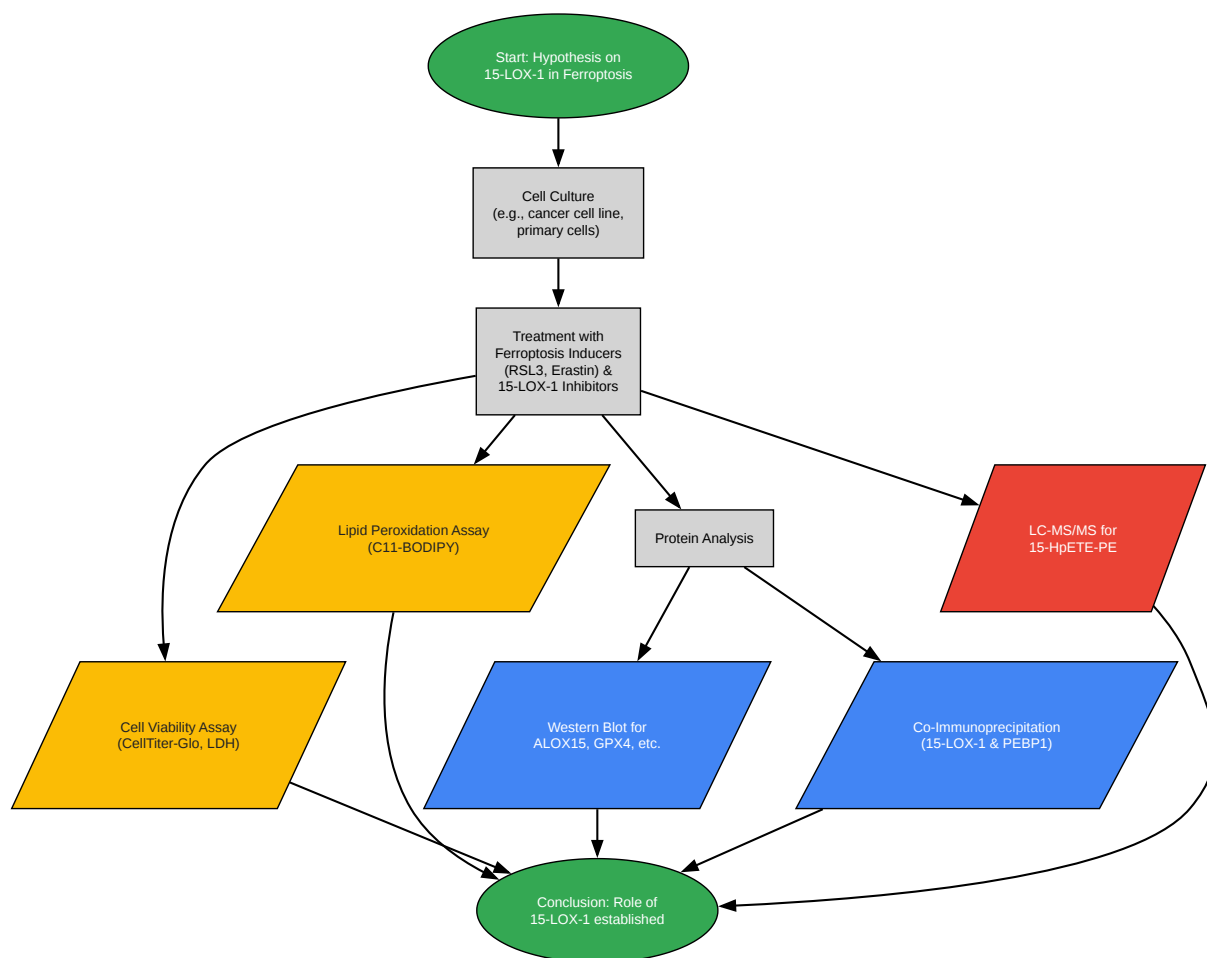 Start: Hypothesis on
15-LOX-1 in Ferroptosis
Cell Culture
(e.g., cancer cell line,
primary cells)
Treatment with
Ferroptosis Inducers
(RSL3, Erastin) &
15-LOX-1 Inhibitors
Lipid Peroxidation Assay
(C11-BODIPY)
Protein Analysis
LC-MS/MS for
15-HpETE-PE
Cell Viability Assay
(CellTiter-Glo, LDH)
Western Blot for
ALOX15, GPX4, etc.
Co-Immunoprecipitation
(15-LOX-1 & PEBP1)
Conclusion: Role of
15-LOX-1 established